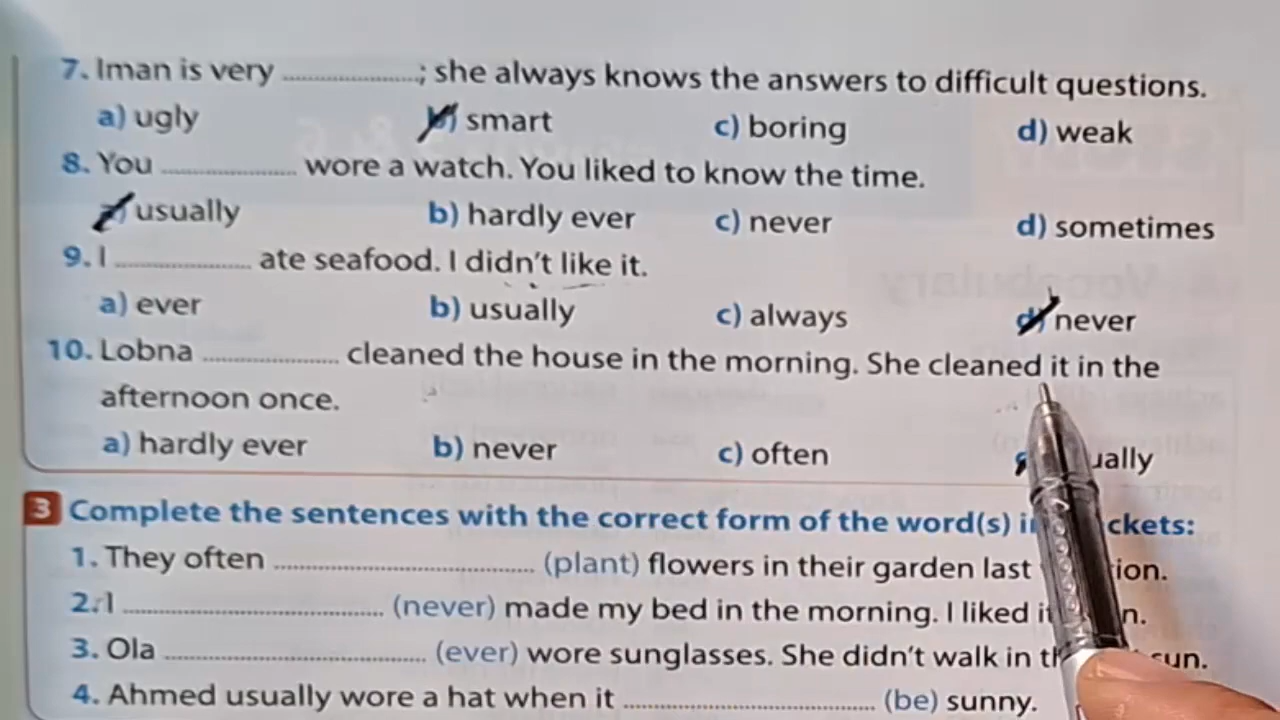 7. Iman is very ....................; she always knows the answers to difficult questions.
a) ugly b) smart c) boring d) weak
8. You .................... wore a watch. You liked to know the time.
a) usually b) hardly ever c) never d) sometimes
9. I .................... ate seafood. I didn't like it.
a) ever b) usually c) always d) never
10. Lobna .................... cleaned the house in the morning. She cleaned it in the
afternoon once.
a) hardly ever b) never c) often ually
3 Complete the sentences with the correct form of the word(s) i ckets:
1. They often .................... (plant) flowers in their garden last ion.
2. I .................... (never) made my bed in the morning. I liked it n.
3. Ola .................... (ever) wore sunglasses. She didn't walk in th sun.
4. Ahmed usually wore a hat when it .................... (be) sunny.